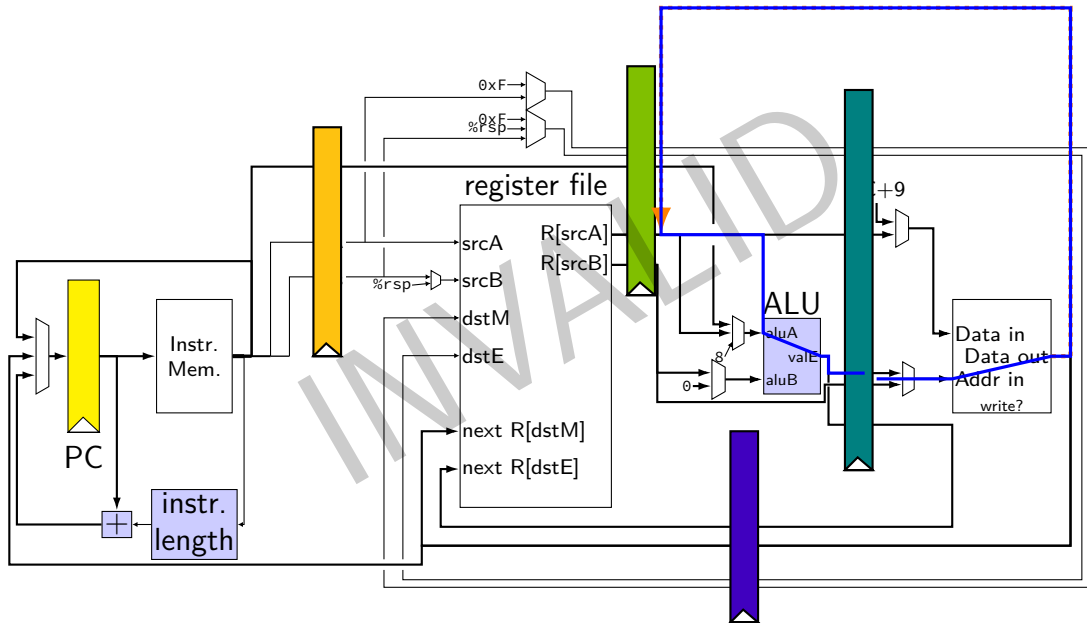 0xF
0xF
%rsp
register file
+9
srcA
R[srcA]
R[srcB]
srcB
%rsp
dstM
ALU
aluA
Data in
Instr.
Mem.
dstE
8
valE
Data out
0
aluB
Addr in
write?
next R[dstM]
PC
next R[dstE]
instr.
length
+
INVALID